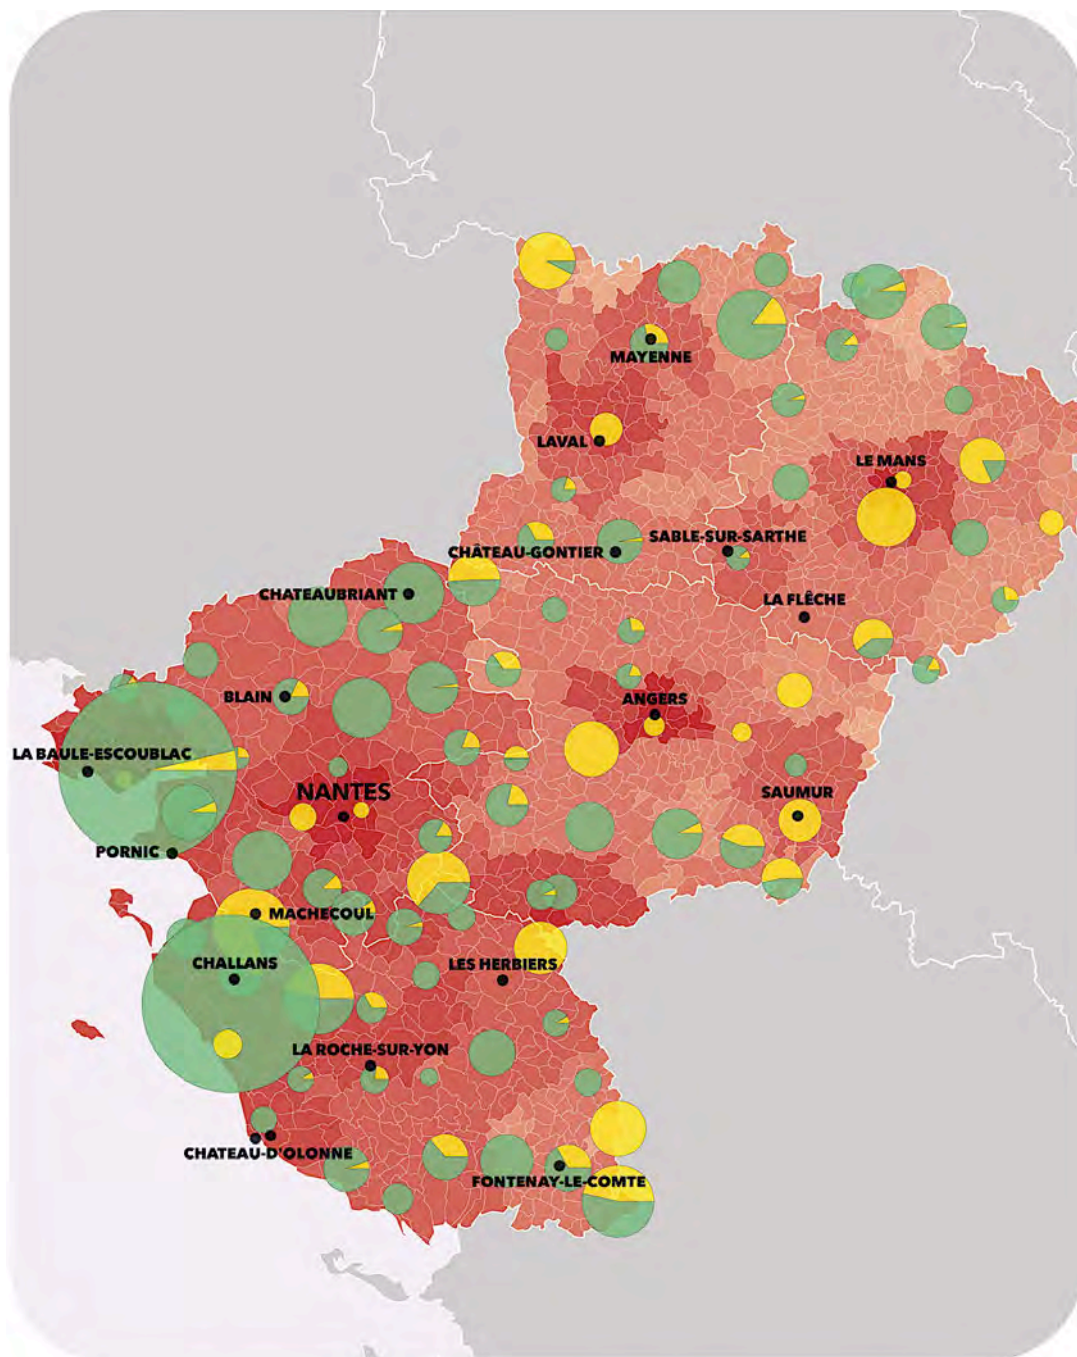 MAYENNE
LAVAL
LE MANS
SABLE-SUR-SARTHE
CHÂTEAU-GONTIER
CHATEAUBRIANT
LA FLÊCHE
BLAIN
ANGERS
LA BAULE-ESCOUBLAC
NANTES
SAUMUR
PORNIC
MACHECOUL
CHALLANS
LES HERBIERS
LA ROCHE-SUR-YON
CHATEAU-D'OLONNE
FONTENAY-LE-COMTE